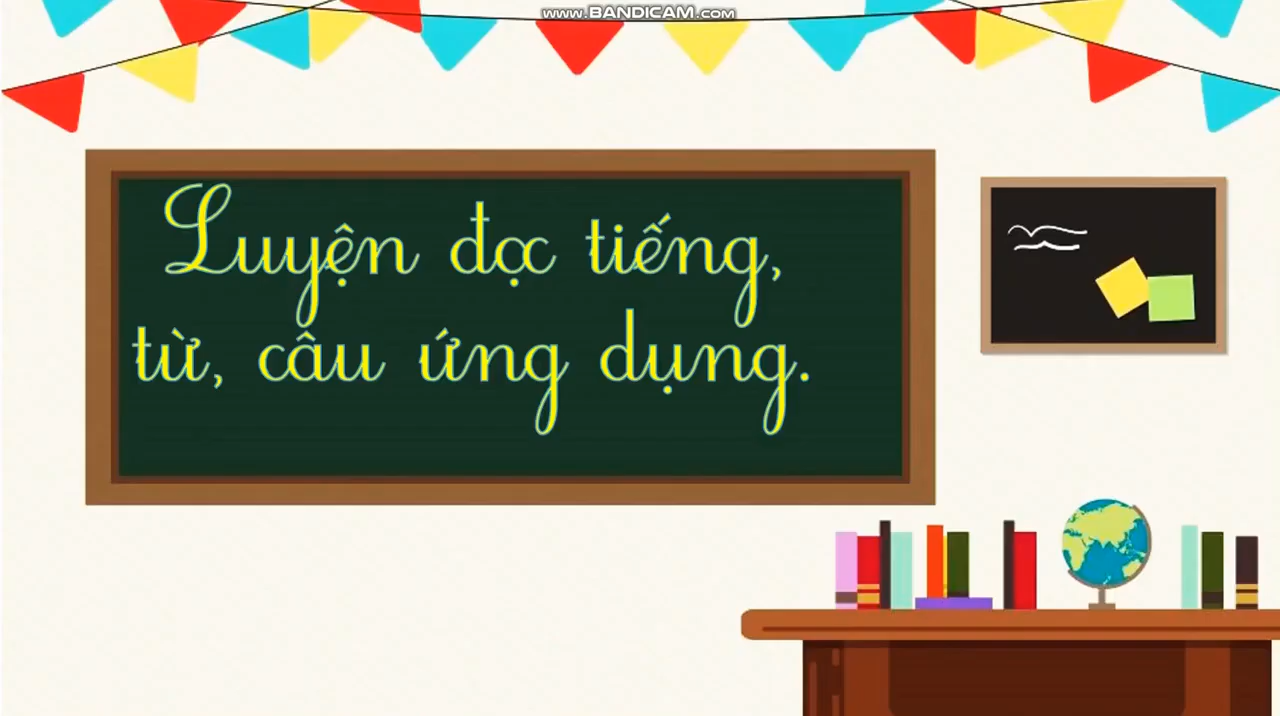 www.BANDICAM.com
Luyện đọc tiếng,
từ, câu ứng dụng.